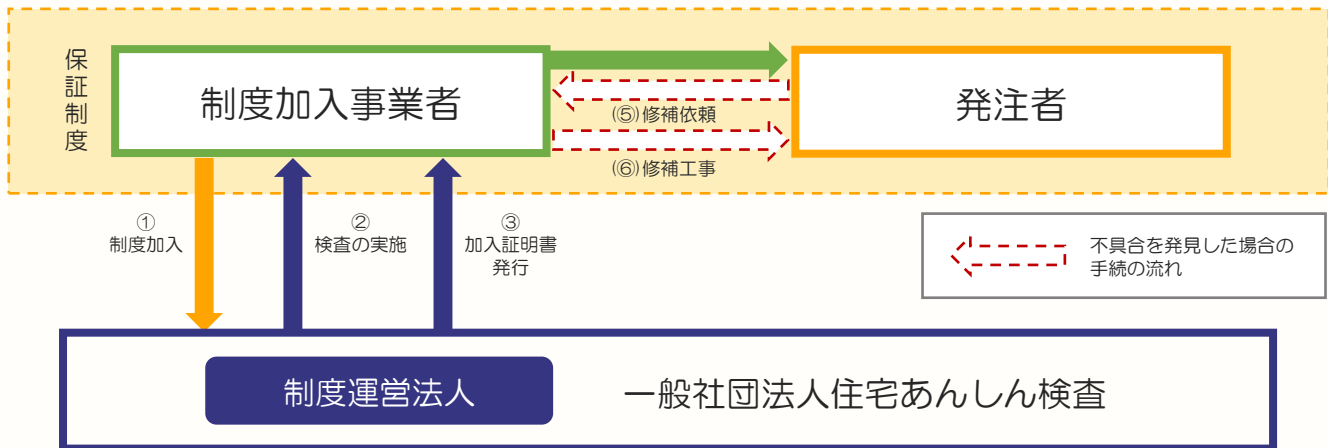 保証制度
制度加入事業者
発注者
(⑤)修補依頼
(⑥)修補工事
①
制度加入
②
検査の実施
③
加入証明書
発行
不具合を発見した場合の
手続の流れ
制度運営法人
一般社団法人住宅あんしん検査